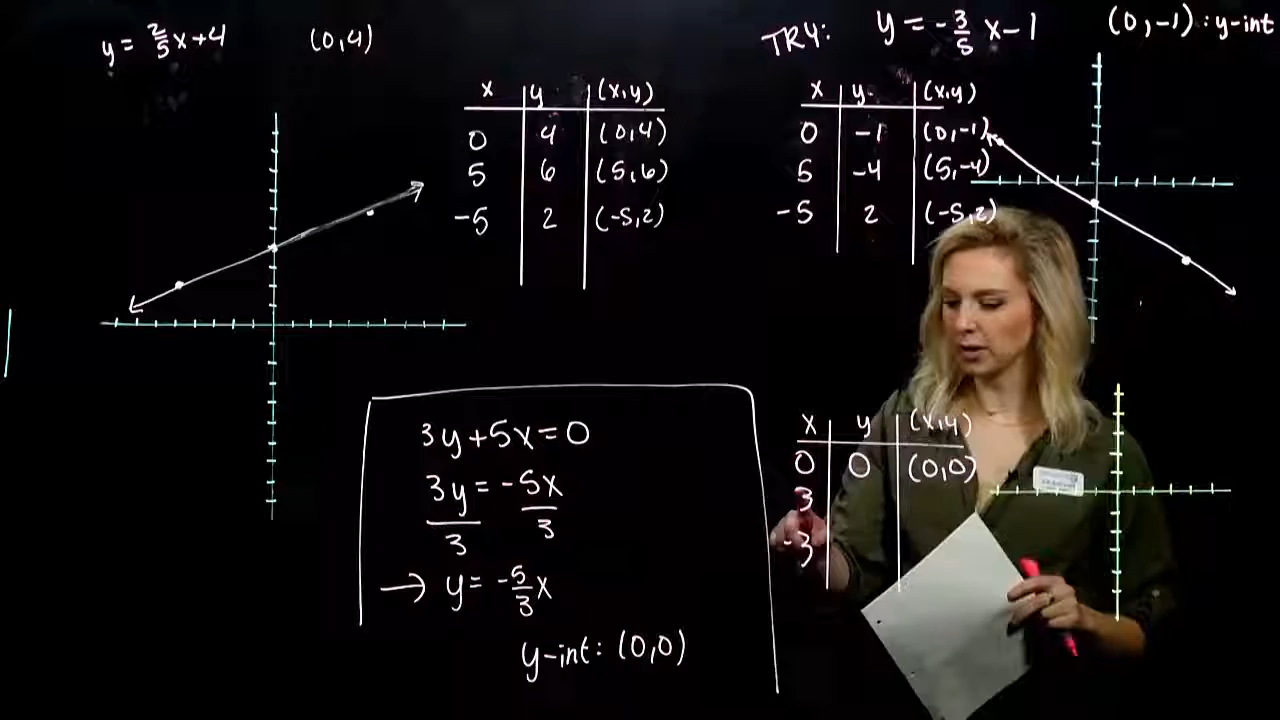 y = 2/5 x + 4
(0,4)
x y (x,y)
0 4 (0,4)
5 6 (5,6)
-5 2 (-5,2)
TRY: y = -3/5 x - 1
(0,-1): y-int
x y (x,y)
0 -1 (0,-1)
5 -4 (5,-4)
-5 2 (-5,2)
3y + 5x = 0
3y = -5x
3 3
→ y = -5/3 x
y-int: (0,0)
x y (x,y)
0 0 (0,0)
3
-3